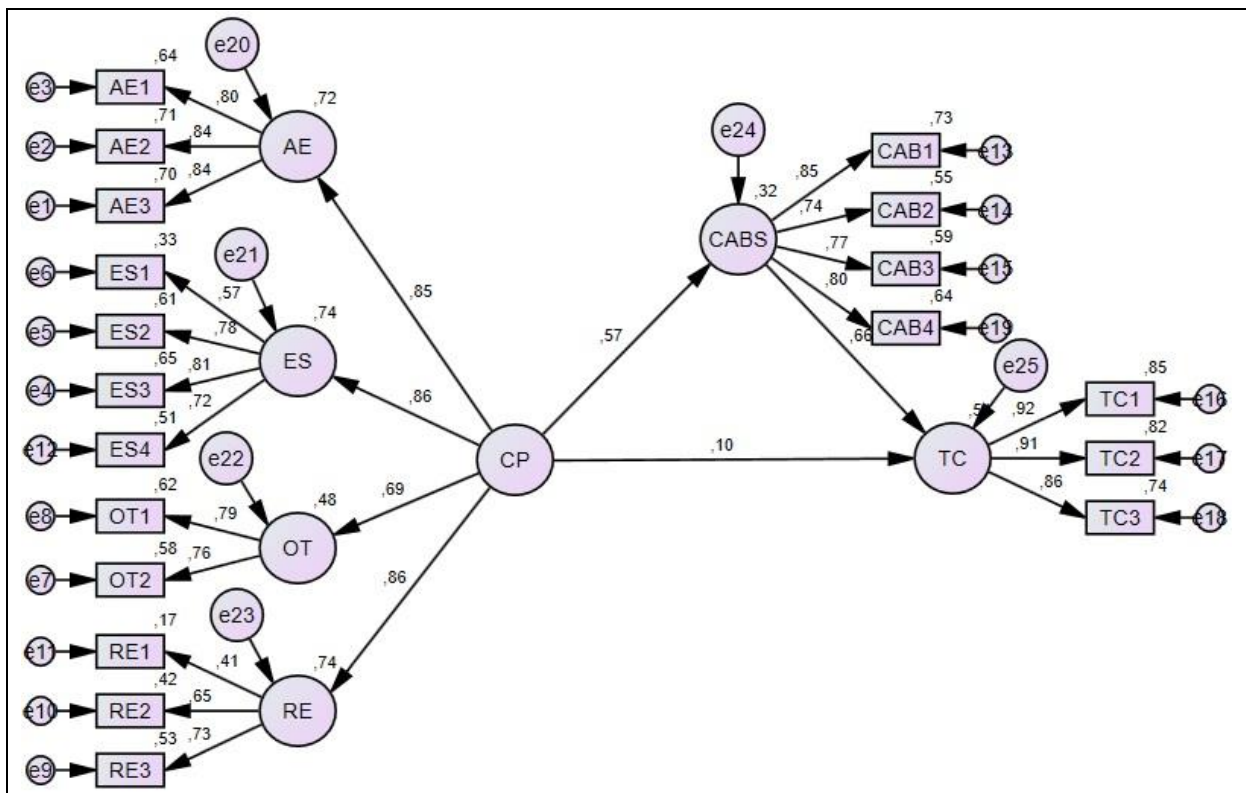 e20
,64
e3
AE1
,80
,72
,71
e2
AE2
,84
AE
,70
,84
e1
AE3
,33
e21
e6
ES1
,57
,74
,61
e5
ES2
,78
ES
,65
,81
e4
ES3
,51
,72
e12
ES4
e22
,62
e8
OT1
,79
,48
,58
,76
OT
e7
OT2
e23
,17
e11
RE1
,41
,74
,42
e10
RE2
,65
RE
,53
,73
e9
RE3
,85
,86
,69
,86
CP
,57
,10
e24
,32
CABS
,85
,73
CAB1
e13
,74
,55
CAB2
e14
,77
,59
CAB3
e15
,80
,64
CAB4
e19
,66
e25
TC
,92
,85
TC1
e16
,91
,82
TC2
e17
,86
,74
TC3
e18